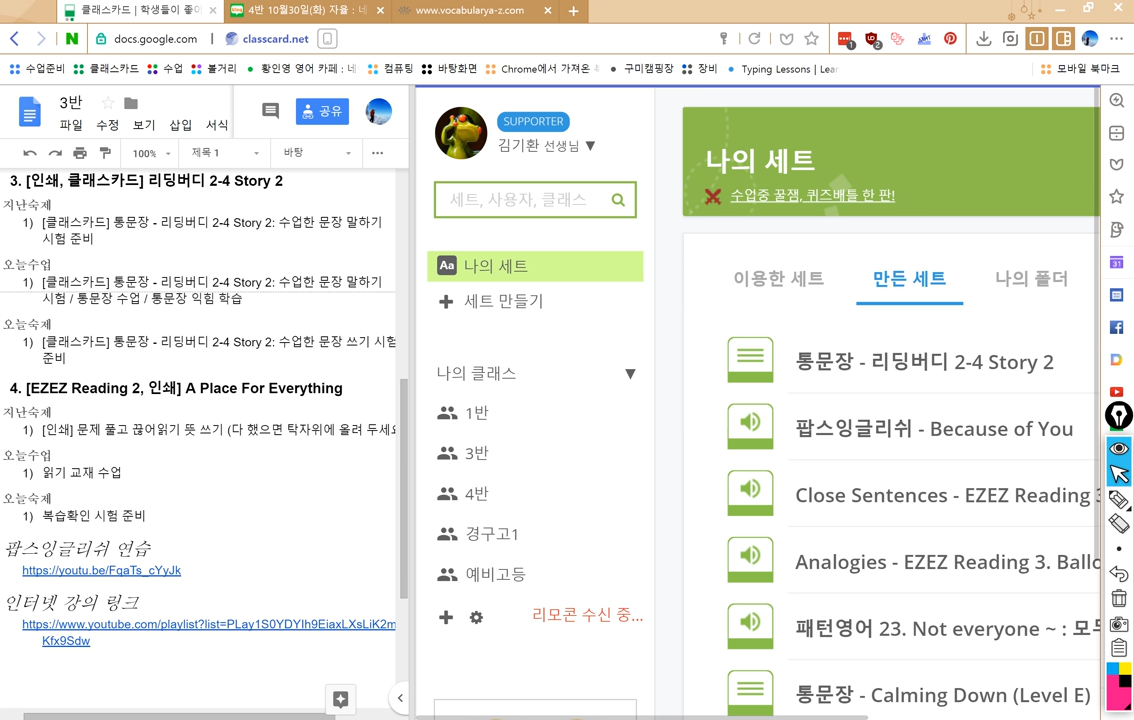 클래스카드 | 학생들이 좋아
4반 10월30일(화) 자율 : 네
www.vocabularya-z.com
docs.google.com
classcard.net
수업준비
클래스카드
수업
볼거리
황인영 영어 카페 : 네
컴퓨팅
바탕화면
Chrome에서 가져온
구미캠핑장
장비
Typing Lessons | Lear
모바일 북마크
3반
파일 수정 보기 삽입 서식
공유
100%
제목 1
바탕
3. [인쇄, 클래스카드] 리딩버디 2-4 Story 2
지난숙제
1) [클래스카드] 통문장 - 리딩버디 2-4 Story 2: 수업한 문장 말하기
시험 준비
오늘수업
1) [클래스카드] 통문장 - 리딩버디 2-4 Story 2: 수업한 문장 말하기
시험 / 통문장 수업 / 통문장 익힘 학습
오늘숙제
1) [클래스카드] 통문장 - 리딩버디 2-4 Story 2: 수업한 문장 쓰기 시험
준비
4. [EZEZ Reading 2, 인쇄] A Place For Everything
지난숙제
1) [인쇄] 문제 풀고 끊어읽기 뜻 쓰기 (다 했으면 탁자위에 올려 두세요
오늘수업
1) 읽기 교재 수업
오늘숙제
1) 복습확인 시험 준비
팝스잉글리쉬 연습
https://youtu.be/FqaTs_cYyJk
인터넷 강의 링크
https://www.youtube.com/playlist?list=PLay1S0YDYIh9EiaxLXsLiK2m
Kfx9Sdw
SUPPORTER
김기환 선생님 ▼
세트, 사용자, 클래스
Aa 나의 세트
세트 만들기
나의 클래스 ▼
1반
3반
4반
경구고1
예비고등
리모콘 수신 중...
나의 세트
수업중 꿀잼, 퀴즈배틀 한 판!
이용한 세트
만든 세트
나의 폴더
통문장 - 리딩버디 2-4 Story 2
팝스잉글리쉬 - Because of You
Close Sentences - EZEZ Reading 3
Analogies - EZEZ Reading 3. Ballo
패턴영어 23. Not everyone ~ : 모두
통문장 - Calming Down (Level E)